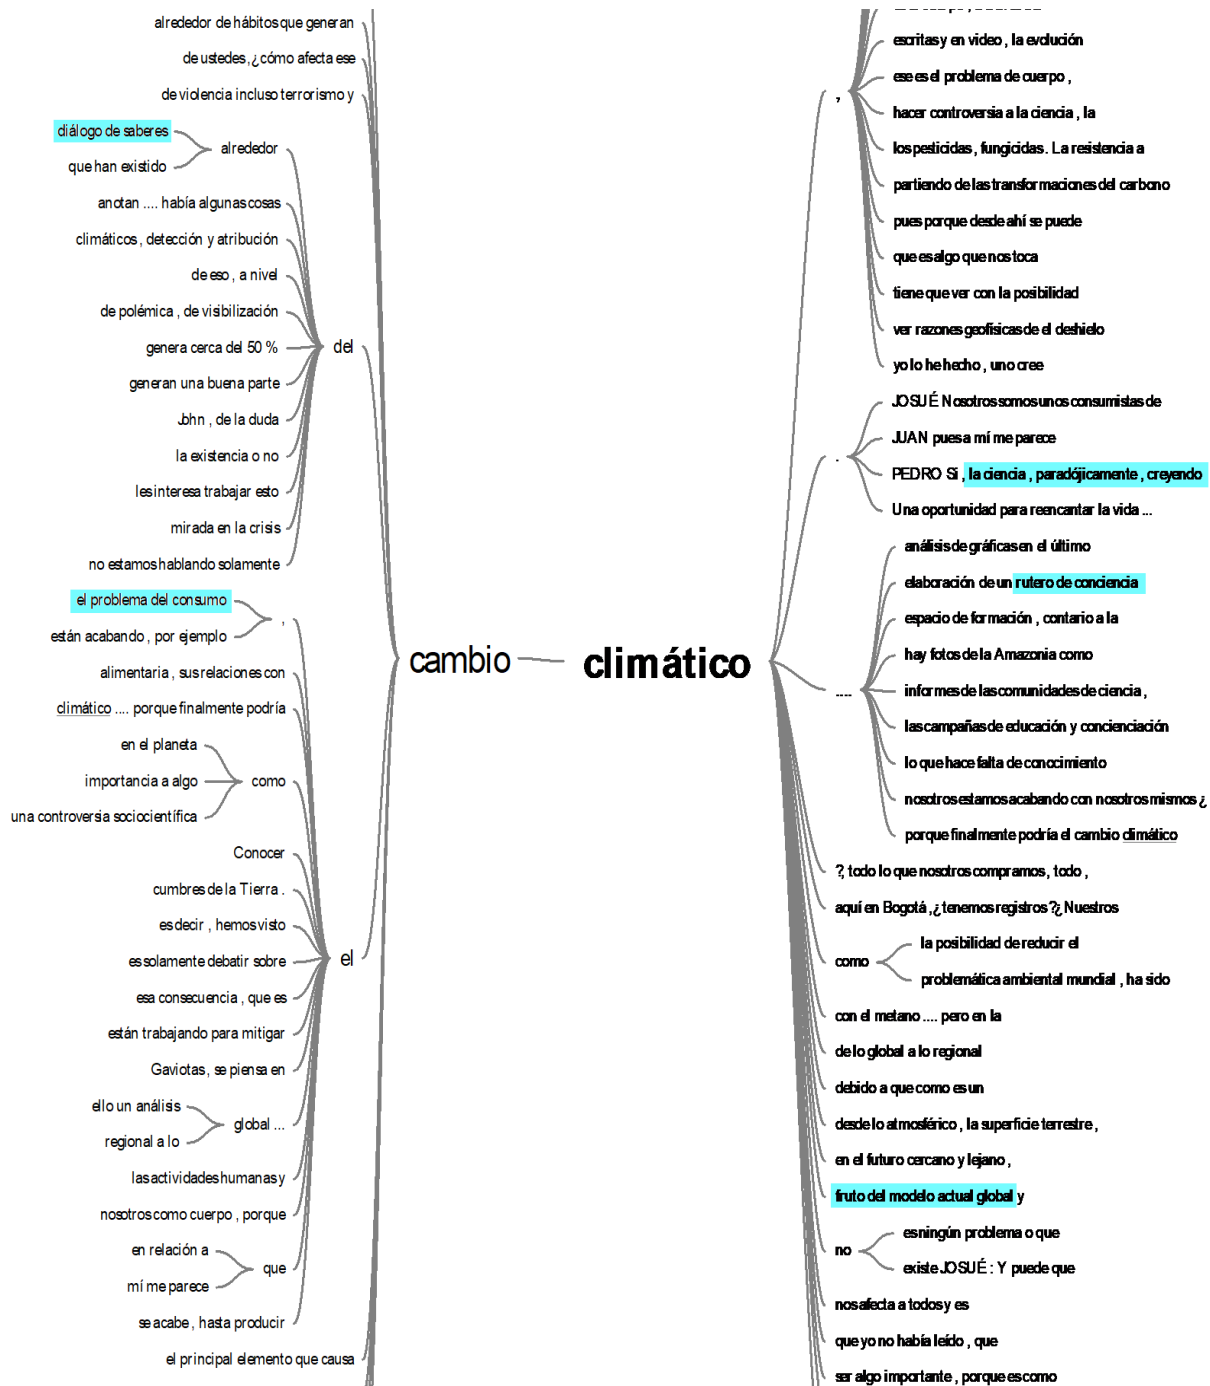 alrededor de hábitos que generan
de ustedes, ¿ cómo afecta ese
de violencia incluso terrorismo y
diálogo de saberes
alrededor
que han existido
anotan .... había algunas cosas
climáticos , detección y atribución
de eso , a nivel
de polémica , de visibilización
genera cerca del 50 %
del
generan una buena parte
John , de la duda
la existencia o no
les interesa trabajar esto
mirada en la crisis
no estamos hablando solamente
el problema del consumo
,
están acabando , por ejemplo
alimentaria , sus relaciones con
climático .... porque finalmente podría
en el planeta
importancia a algo
como
una controversia sociocientífica
Conocer
cumbres de la Tierra .
es decir , hemos visto
es solamente debatir sobre
el
esa consecuencia , que es
están trabajando para mitigar
Gaviotas , se piensa en
ello un análisis
global ...
regional a lo
las actividades humanas y
nosotros como cuerpo , porque
en relación a
que
mí me parece
se acabe , hasta producir
el principal elemento que causa
cambio
climático
escritas y en video , la evolución
ese es el problema de cuerpo ,
,
hacer controversia a la ciencia , la
los pesticidas , fungicidas . La resistencia a
partiendo de las transformaciones del carbono
pues porque desde ahí se puede
que es algo que nos toca
tiene que ver con la posibilidad
ver razones geofísicas de el deshielo
yo lo he hecho , uno cree
JOSUÉ Nosotros somos unos consumistas de
JUAN pues a mí me parece
.
PEDRO Si , la ciencia , paradójicamente , creyendo
Una oportunidad para reencantar la vida ...
análisis de gráficas en el último
elaboración de un rutero de conciencia
espacio de formación , contario a la
hay fotos de la Amazonia como
....
informes de las comunidades de ciencia ,
las campañas de educación y concienciación
lo que hace falta de conocimiento
nosotros estamos acabando con nosotros mismos ¿
porque finalmente podría el cambio climático
?, todo lo que nosotros compramos , todo ,
aquí en Bogotá , ¿ tenemos registros ?¿ Nuestros
la posibilidad de reducir el
como
problemática ambiental mundial , ha sido
con el metano .... pero en la
de lo global a lo regional
debido a que como es un
desde lo atmosférico , la superficie terrestre ,
en el futuro cercano y lejano ,
fruto del modelo actual global y
es ningún problema o que
no
existe JOSUÉ : Y puede que
nos afecta a todos y es
que yo no había leído , que
ser algo importante , porque es como